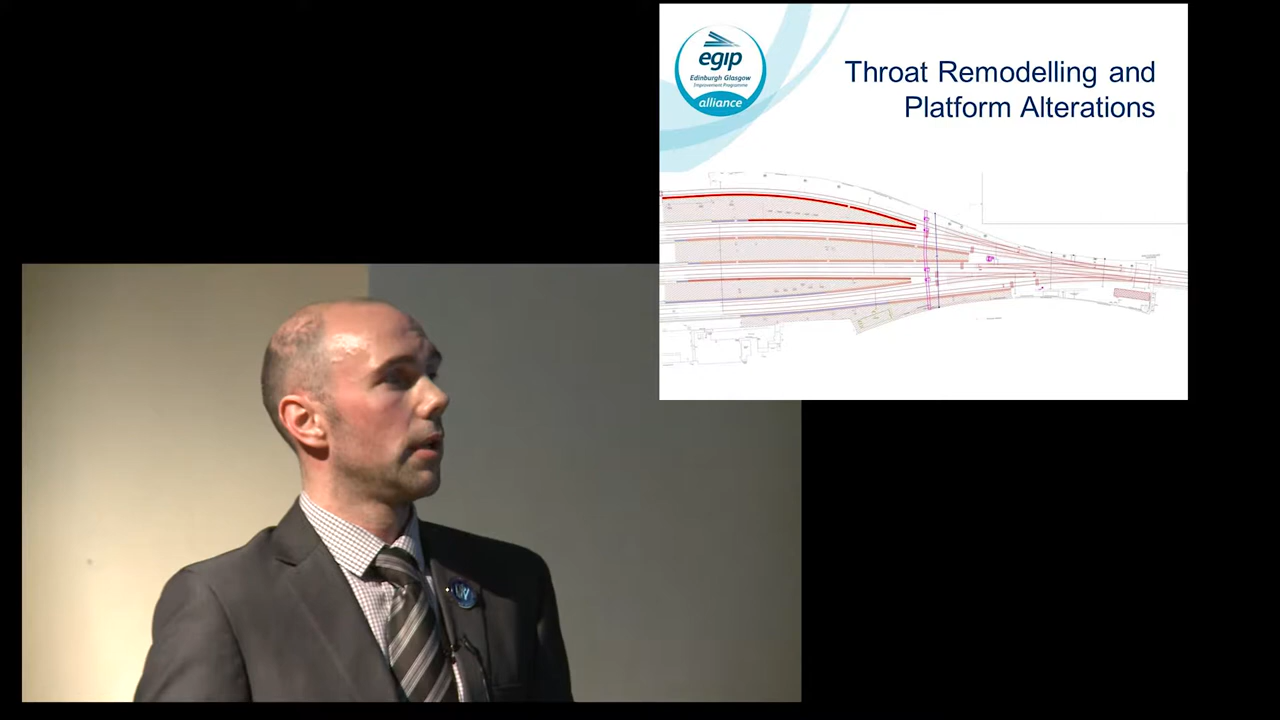 egip
Edinburgh Glasgow
Improvement Programme
alliance
Throat Remodelling and
Platform Alterations